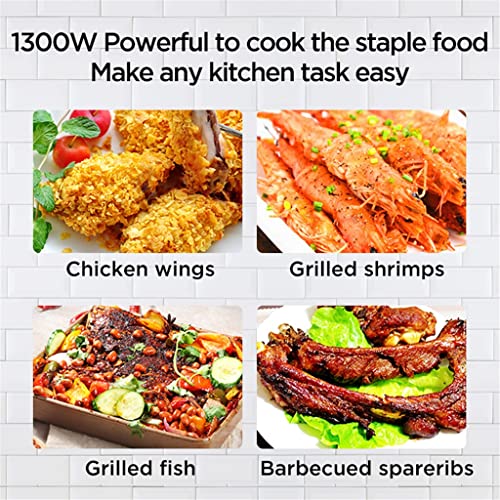 1300W Powerful to cook the staple food
Make any kitchen task easy
Chicken wings
Grilled shrimps
Grilled fish
Barbecued spareribs